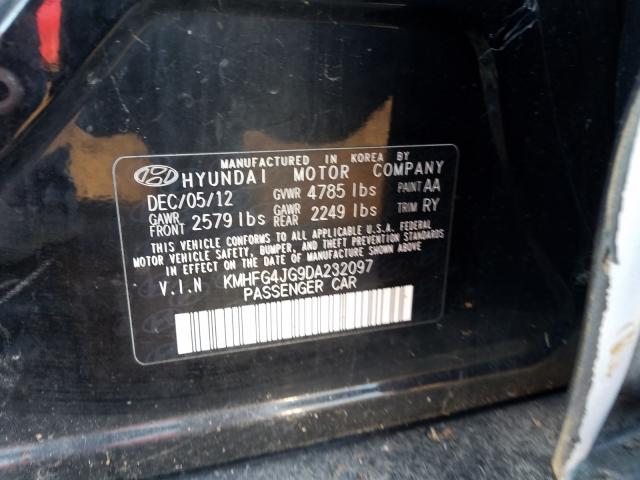 MANUFACTURED IN KOREA BY
HYUNDAI MOTOR COMPANY
DEC/05/12 GVWR 4785 lbs PAINT AA
GAWR FRONT 2579 lbs GAWR REAR 2249 lbs TRIM RY
THIS VEHICLE CONFORMS TO ALL APPLICABLE U.S.A. FEDERAL
MOTOR VEHICLE SAFETY, BUMPER, AND THEFT PREVENTION STANDARDS
IN EFFECT ON THE DATE OF MANUFACTURE SHOWN ABOVE.
V.I.N KMHFG4JG9DA232097
PASSENGER CAR